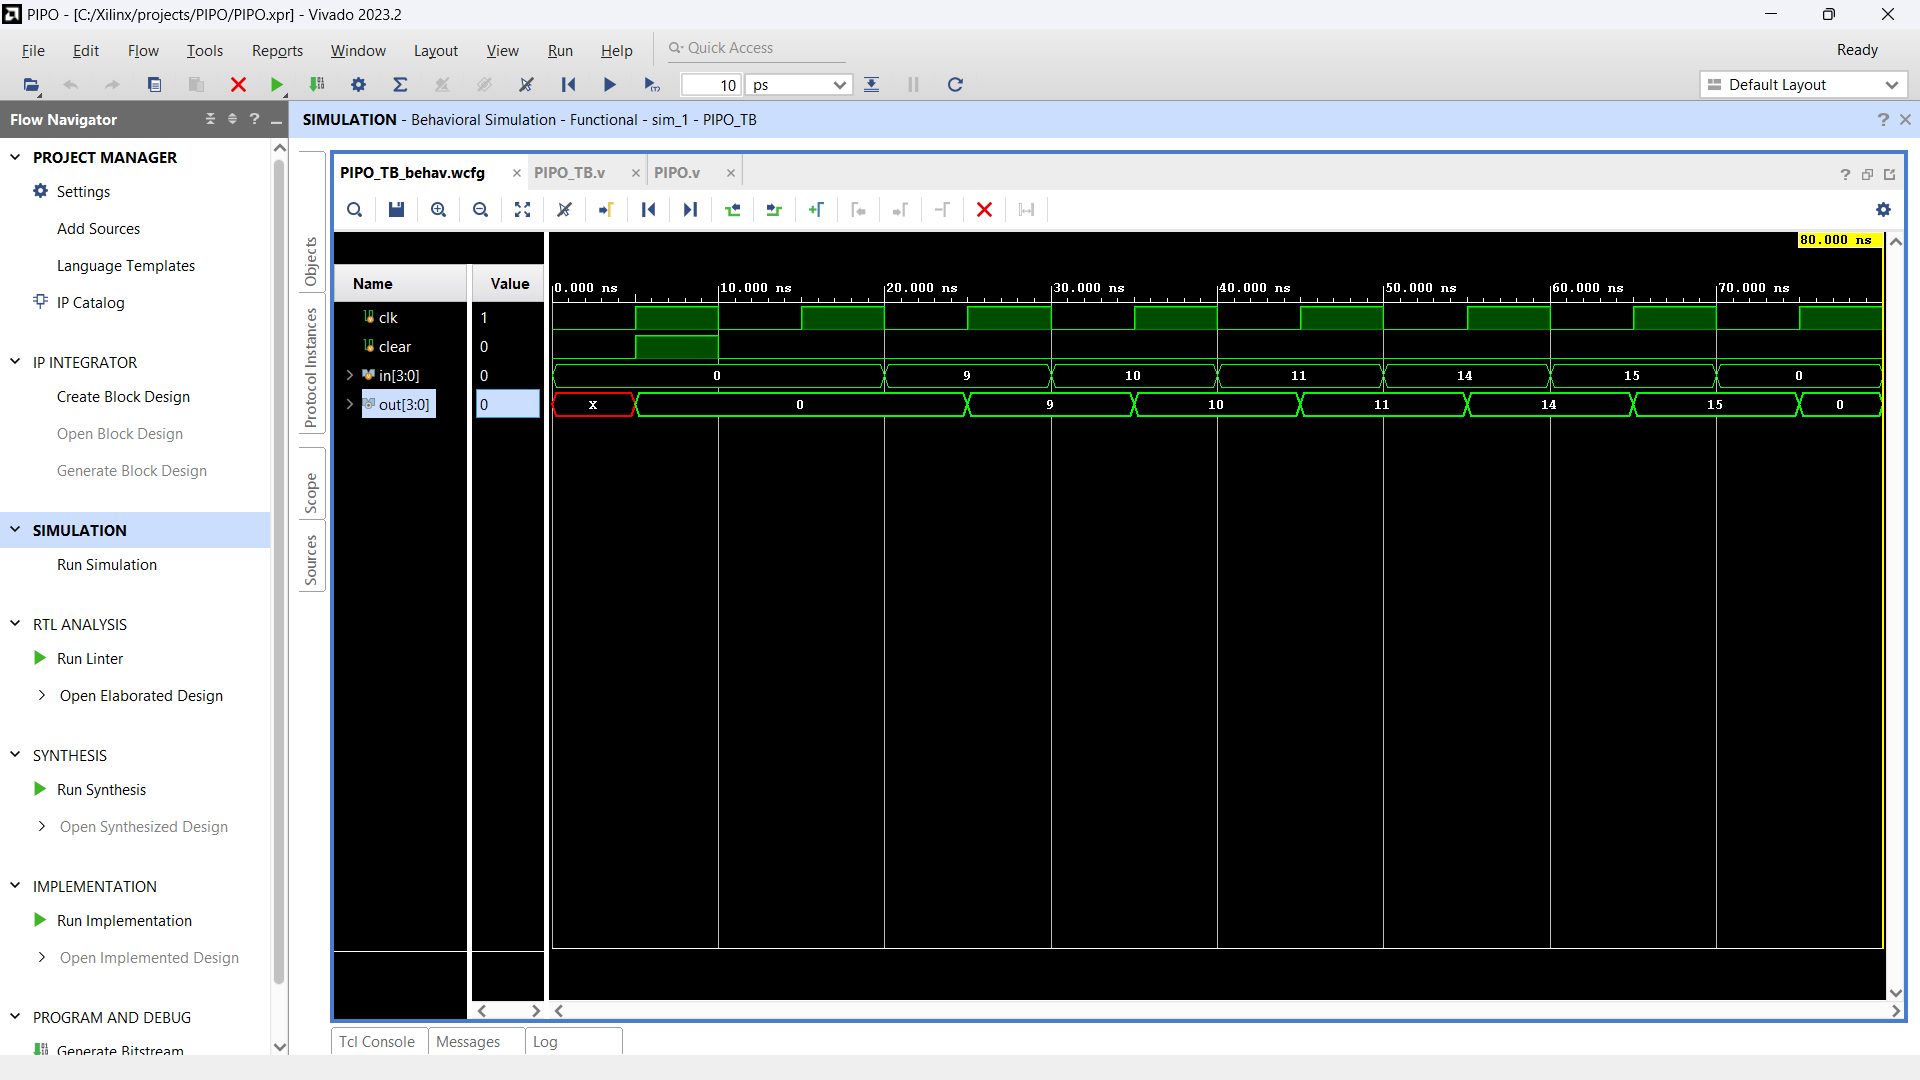 PIPO - [C:/Xilinx/projects/PIPO/PIPO.xpr] - Vivado 2023.2
File Edit Flow Tools Reports Window Layout View Run Help Quick Access Ready
10 ps Default Layout
Flow Navigator
SIMULATION - Behavioral Simulation - Functional - sim_1 - PIPO_TB
PROJECT MANAGER
Settings
Add Sources
Language Templates
IP Catalog
IP INTEGRATOR
Create Block Design
Open Block Design
Generate Block Design
SIMULATION
Run Simulation
RTL ANALYSIS
Run Linter
Open Elaborated Design
SYNTHESIS
Run Synthesis
Open Synthesized Design
IMPLEMENTATION
Run Implementation
Open Implemented Design
PROGRAM AND DEBUG
Generate Bitstream
Objects
Protocol Instances
Scope
Sources
PIPO_TB_behav.wcfg PIPO_TB.v PIPO.v
80.000 ns
Name Value
0.000 ns 10.000 ns 20.000 ns 30.000 ns 40.000 ns 50.000 ns 60.000 ns 70.000 ns
clk 1
clear 0
in[3:0] 0 0 9 10 11 14 15 0
out[3:0] 0 X 0 9 10 11 14 15 0
Tcl Console Messages Log